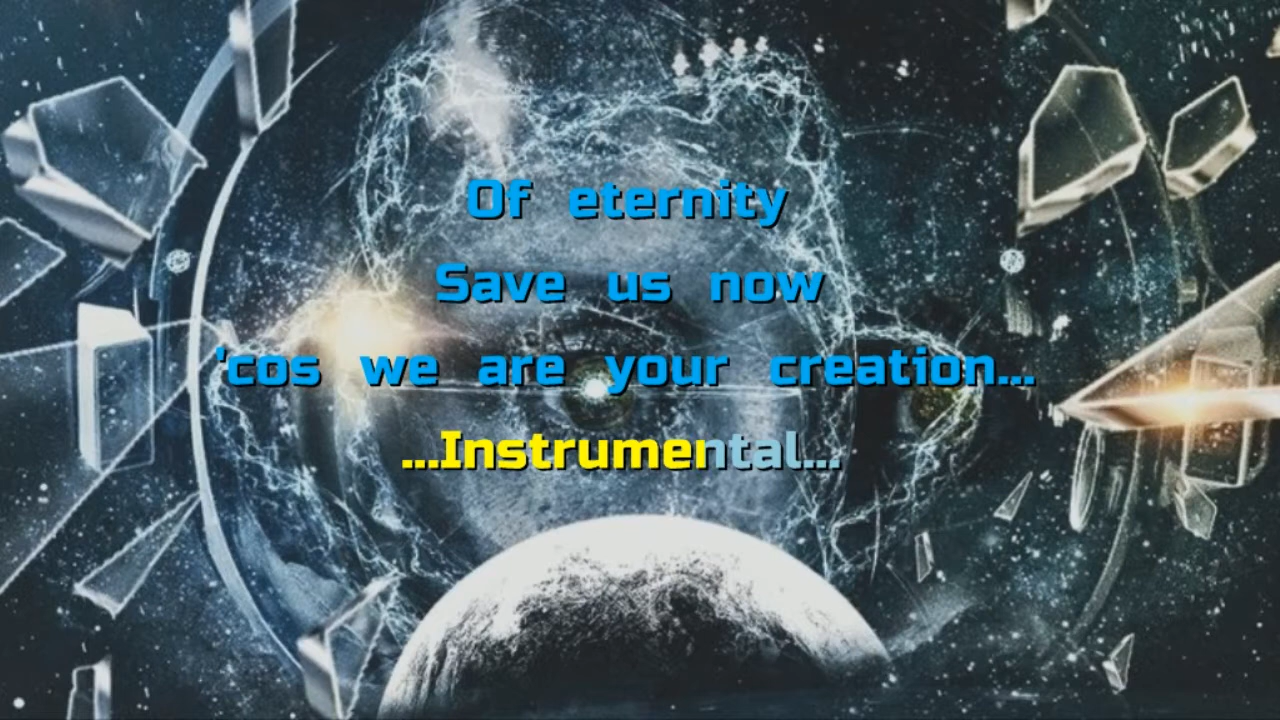 Of eternity
Save us now
'cos we are your creation...
...Instrumental...